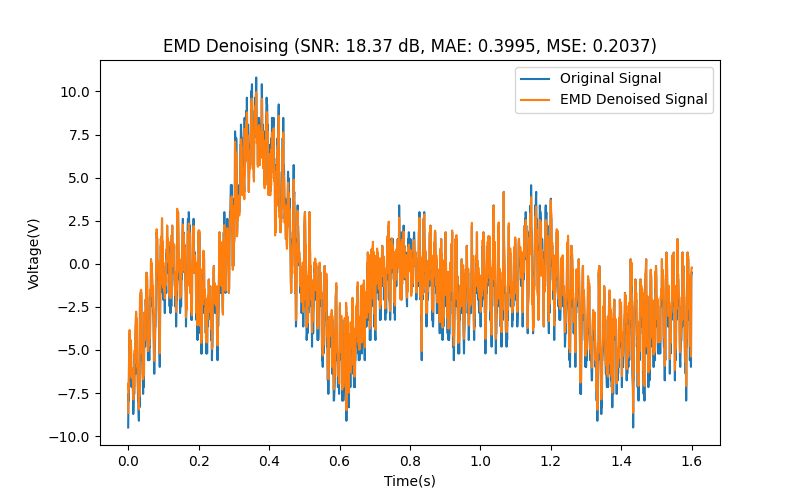 EMD Denoising (SNR: 18.37 dB, MAE: 0.3995, MSE: 0.2037)
Original Signal
EMD Denoised Signal
10.0
7.5
5.0
2.5
0.0
−2.5
−5.0
−7.5
−10.0
Voltage(V)
0.0 0.2 0.4 0.6 0.8 1.0 1.2 1.4 1.6
Time(s)